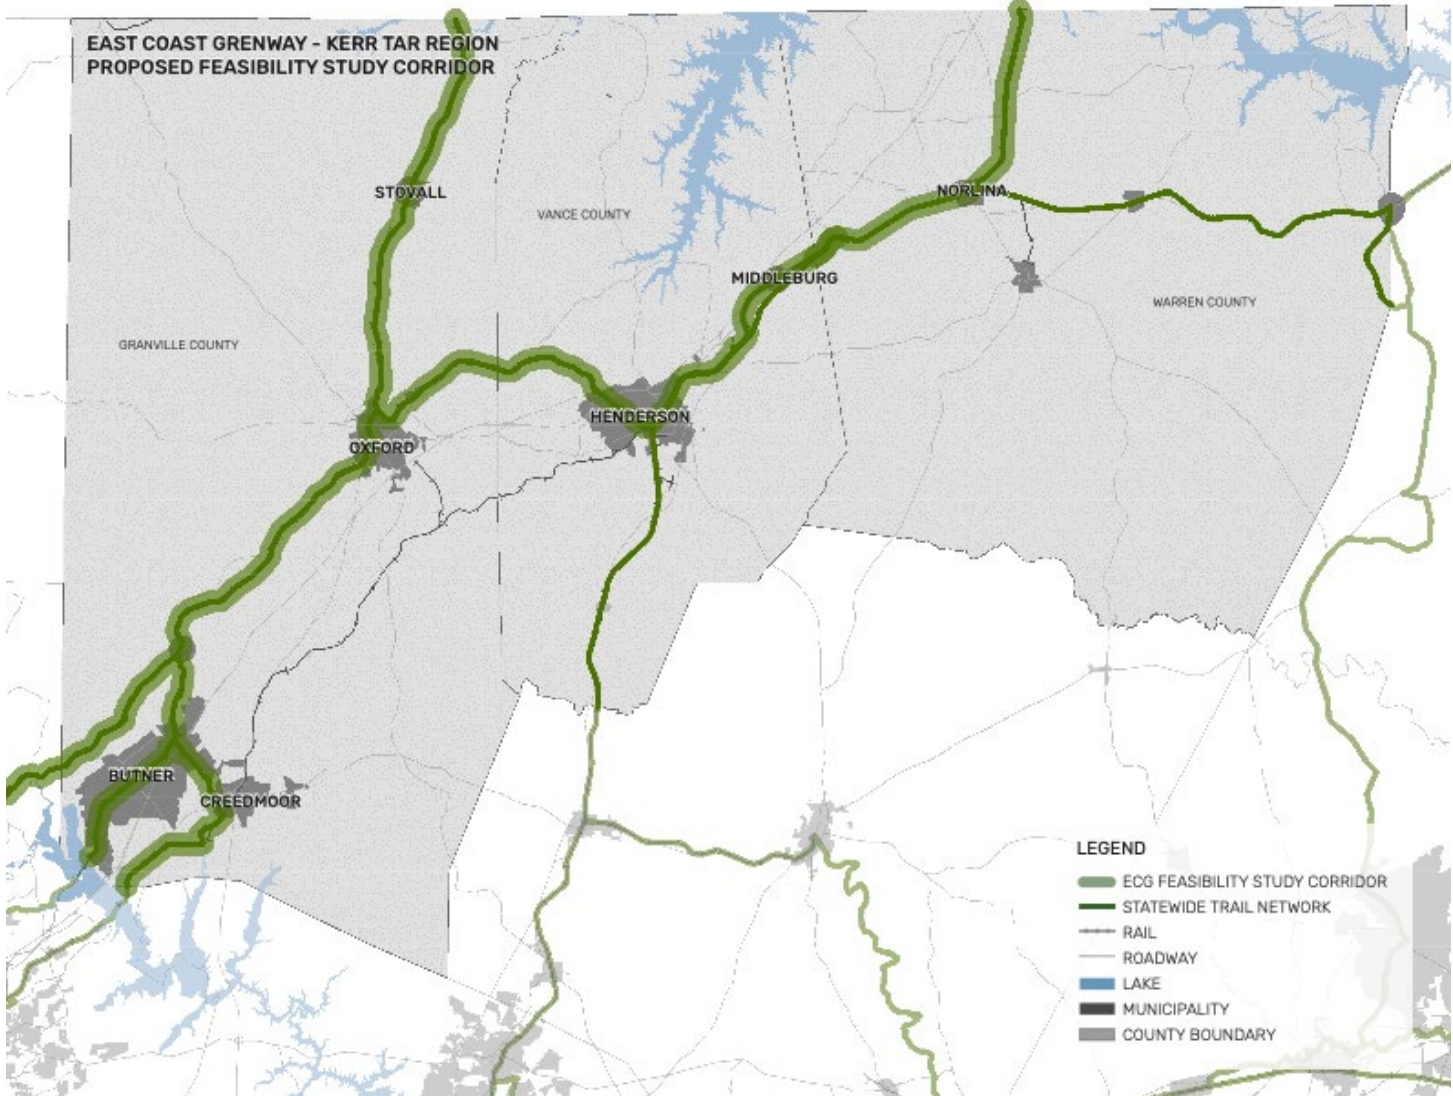 EAST COAST GRENWAY - KERR TAR REGION
PROPOSED FEASIBILITY STUDY CORRIDOR
STOVALL
NORLINA
VANCE COUNTY
MIDDLEBURG
WARREN COUNTY
GRANVILLE COUNTY
HENDERSON
OXFORD
BUTNER
CREEDMOOR
LEGEND
ECG FEASIBILITY STUDY CORRIDOR
STATEWIDE TRAIL NETWORK
RAIL
ROADWAY
LAKE
MUNICIPALITY
COUNTY BOUNDARY